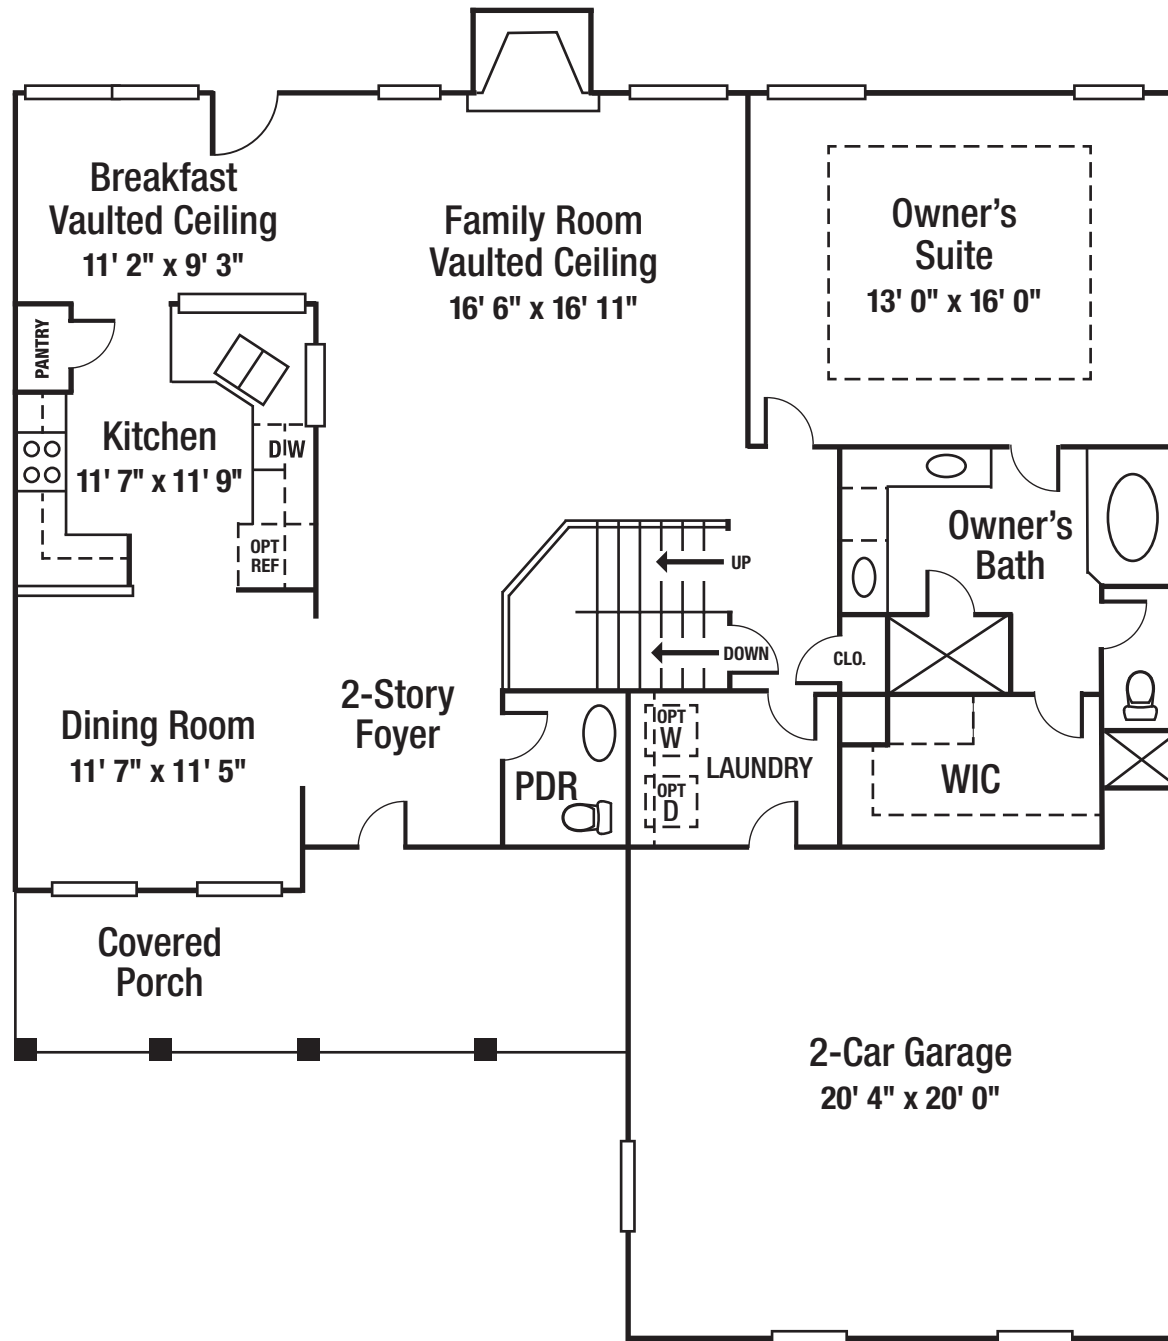 Breakfast
Vaulted Ceiling
11' 2" x 9' 3"
Family Room
Vaulted Ceiling
16' 6" x 16' 11"
Owner's
Suite
13' 0" x 16' 0"
PANTRY
Kitchen
11' 7" x 11' 9"
D/W
OPT
REF
UP
DOWN
Owner's
Bath
CLO.
Dining Room
11' 7" x 11' 5"
2-Story
Foyer
PDR
OPT
W
OPT
D
LAUNDRY
WIC
Covered
Porch
2-Car Garage
20' 4" x 20' 0"